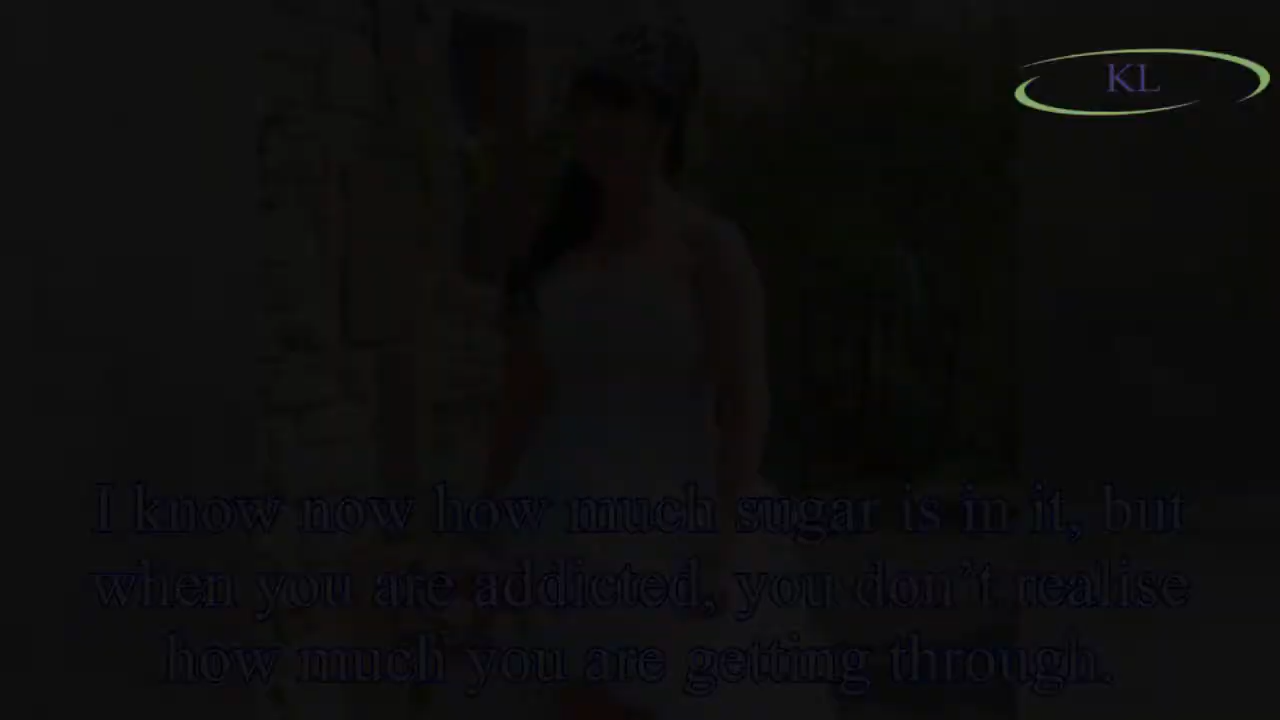 KL
I know now how much sugar is in it, but
when you are addicted, you don't realise
how much you are getting through.